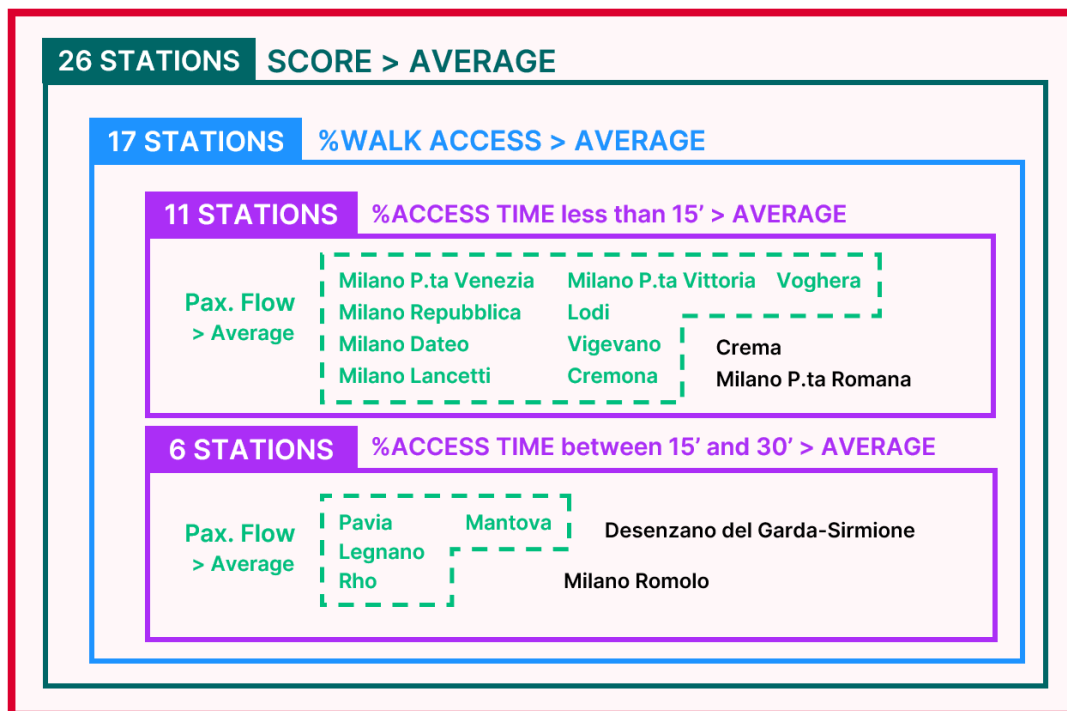 26 STATIONS SCORE > AVERAGE
17 STATIONS %WALK ACCESS > AVERAGE
11 STATIONS %ACCESS TIME less than 15’ > AVERAGE
Pax. Flow
> Average
Milano P.ta Venezia Milano P.ta Vittoria Voghera
Milano Repubblica Lodi
Milano Dateo Vigevano
Milano Lancetti Cremona
Crema
Milano P.ta Romana
6 STATIONS %ACCESS TIME between 15’ and 30’ > AVERAGE
Pax. Flow
> Average
Pavia Mantova
Legnano
Rho
Desenzano del Garda-Sirmione
Milano Romolo